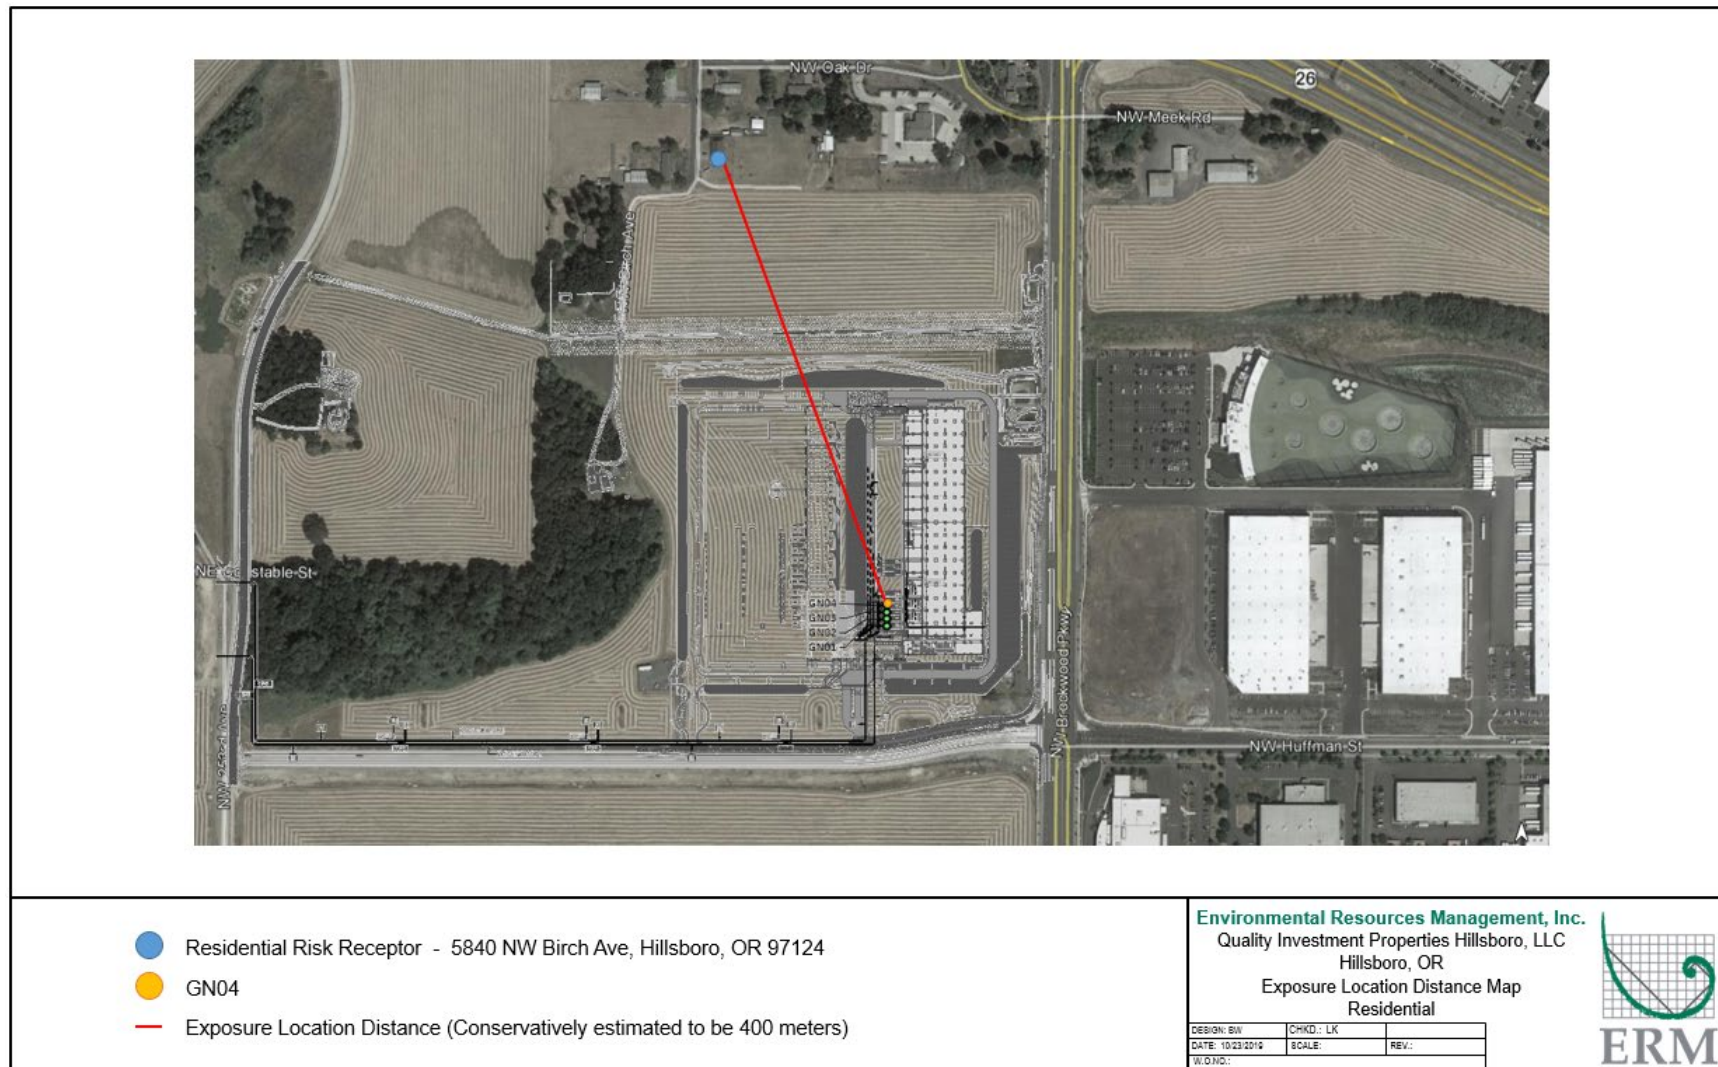 NW Oak Dr
26
NW Meek Rd
NW Birch Ave
NE Constable St
GN04
GN03
GN02
GN01
NW Brookwood Pkwy
NW Huffman St
NW 253rd Ave
Residential Risk Receptor - 5840 NW Birch Ave, Hillsboro, OR 97124
GN04
Exposure Location Distance (Conservatively estimated to be 400 meters)
Environmental Resources Management, Inc.
Quality Investment Properties Hillsboro, LLC
Hillsboro, OR
Exposure Location Distance Map
Residential
DESIGN: BW CHKD.: LK
DATE: 10/23/2019 SCALE: REV.:
W.O.NO.:
ERM